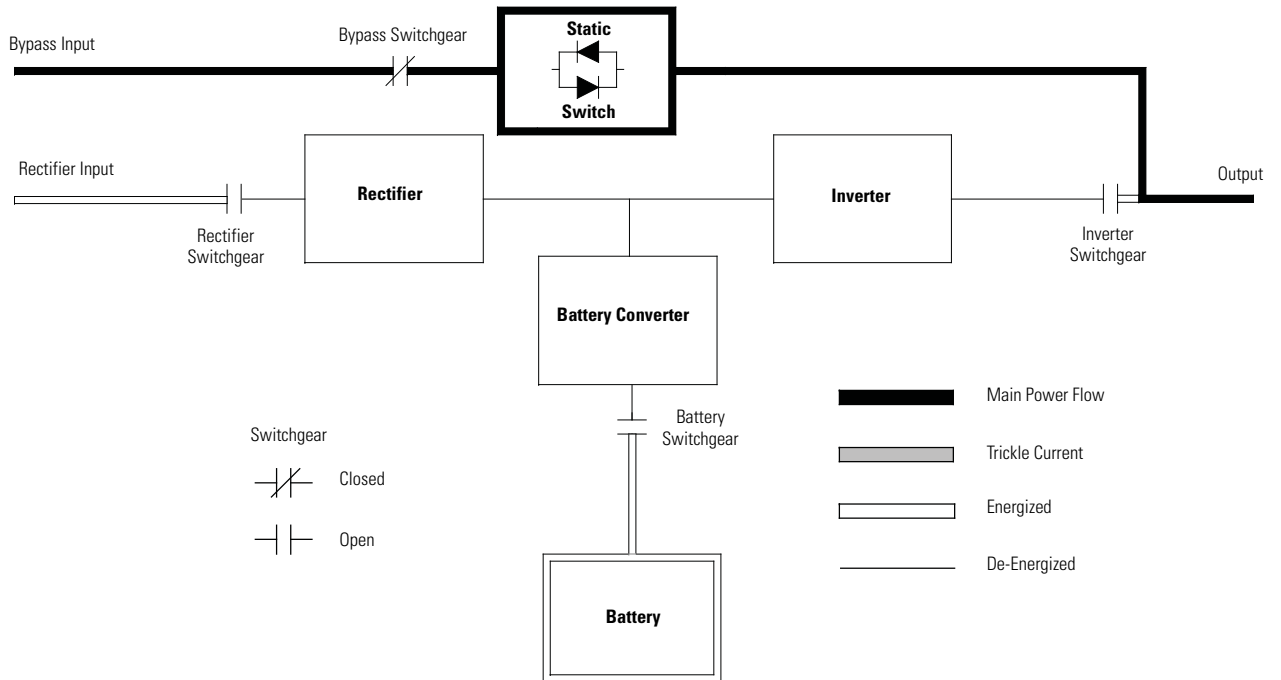 Bypass Input
Bypass Switchgear
Static
Switch
Rectifier Input
Rectifier
Switchgear
Rectifier
Inverter
Inverter
Switchgear
Output
Battery Converter
Battery
Switchgear
Battery
Switchgear
Closed
Open
Main Power Flow
Trickle Current
Energized
De-Energized